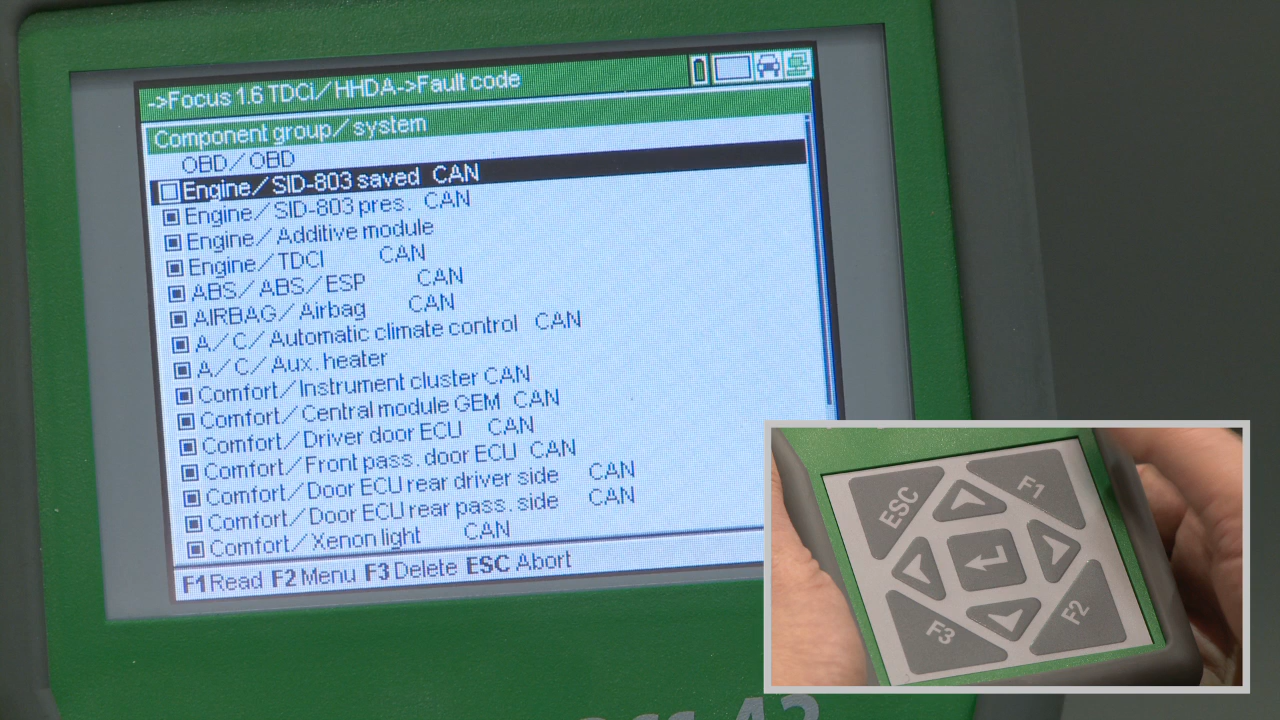 ->Focus 1.6 TDCi/HHDA->Fault code
Component group/system
OBD/OBD
Engine/SID-803 saved CAN
Engine/SID-803 pres. CAN
Engine/Additive module
Engine/TDCI CAN
ABS/ABS/ESP CAN
AIRBAG/Airbag CAN
A/C/Automatic climate control CAN
A/C/Aux. heater
Comfort/Instrument cluster CAN
Comfort/Central module GEM CAN
Comfort/Driver door ECU CAN
Comfort/Front pass. door ECU CAN
Comfort/Door ECU rear driver side CAN
Comfort/Door ECU rear pass. side CAN
Comfort/Xenon light CAN
F1 Read F2 Menu F3 Delete ESC Abort
ESC
F1
F3
F2